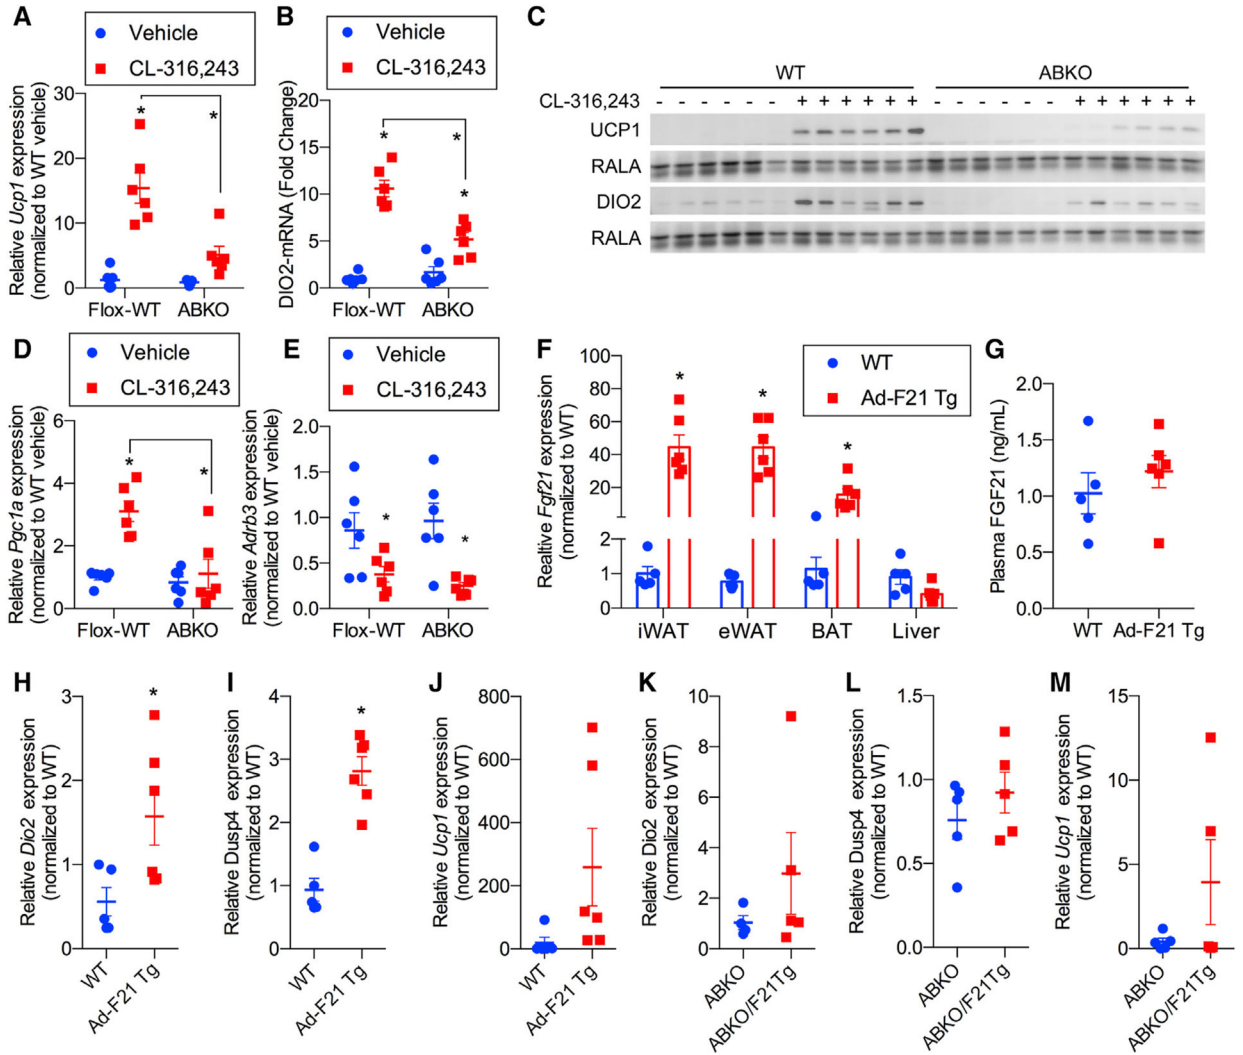 A
Vehicle
CL-316,243
Relative Ucp1 expression
(normalized to WT vehicle)
30
20
10
0
*
*
Flox-WT ABKO
B
Vehicle
CL-316,243
DIO2-mRNA (Fold Change)
20
15
10
5
0
*
*
*
Flox-WT ABKO
C
WT ABKO
CL-316,243 - - - - - - + + + + + + - - - - - - + + + + + +
UCP1
RALA
DIO2
RALA
D
Vehicle
CL-316,243
Relative Pgc1a expression
(normalized to WT vehicle)
6
4
2
0
*
*
Flox-WT ABKO
E
Vehicle
CL-316,243
Relative Adrb3 expression
(normalized to WT vehicle)
2.0
1.5
1.0
0.5
0.0
*
*
Flox-WT ABKO
F
WT
Ad-F21 Tg
Realtive Fgf21 expression
(normalized to WT)
100
80
60
40
20
2
1
0
*
*
*
iWAT eWAT BAT Liver
G
Plasma FGF21 (ng/mL)
2.0
1.5
1.0
0.5
0.0
WT Ad-F21 Tg
H
Relative Dio2 expression
(normalized to WT)
3
2
1
0
*
WT
Ad-F21 Tg
I
Relative Dusp4 expression
(normalized to WT)
4
3
2
1
0
*
WT
Ad-F21 Tg
J
Relative Ucp1 expression
(normalized to WT)
800
600
400
200
0
WT
Ad-F21 Tg
K
Relative Dio2 expression
(normalized to WT)
10
8
6
4
2
0
ABKO
ABKO/F21Tg
L
Relative Dusp4 expression
(normalized to WT)
1.5
1.0
0.5
0.0
ABKO
ABKO/F21Tg
M
Relative Ucp1 expression
(normalized to WT)
15
10
5
0
ABKO
ABKO/F21Tg